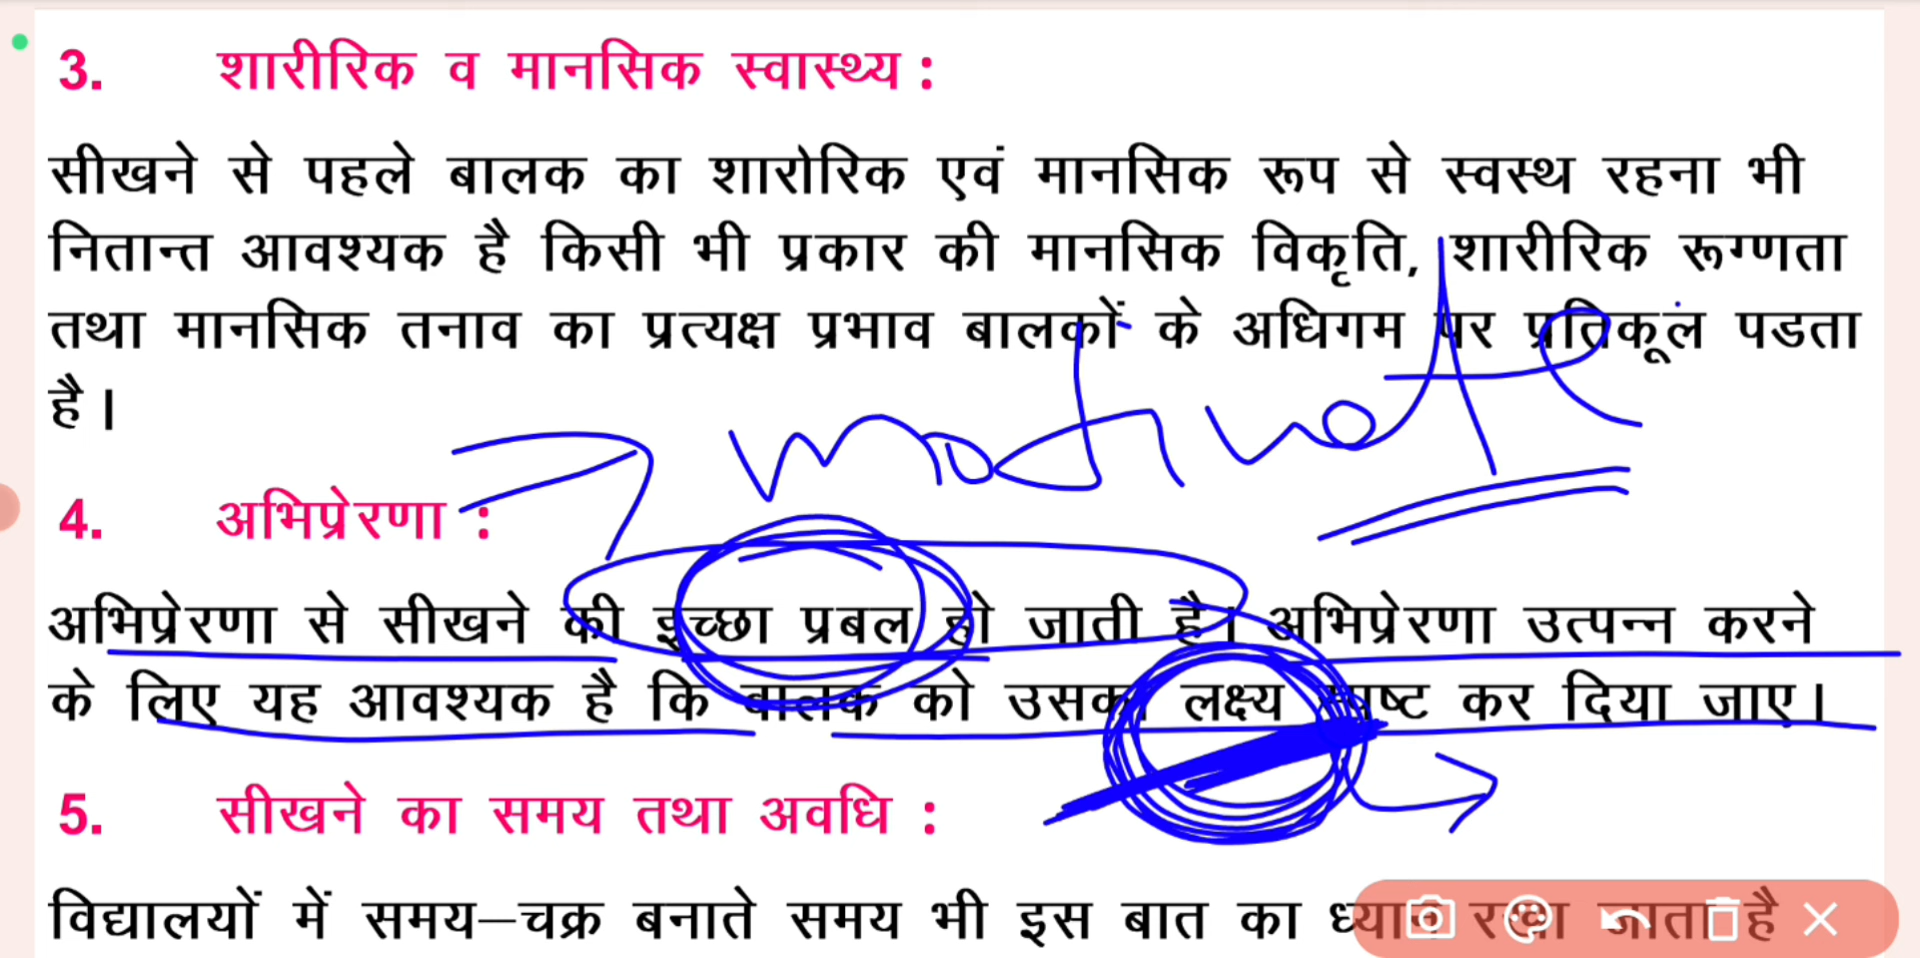 3. शारीरिक व मानसिक स्वास्थ्य :
सीखने से पहले बालक का शारीरिक एवं मानसिक रूप से स्वस्थ रहना भी
नितान्त आवश्यक है किसी भी प्रकार की मानसिक विकृति, शारीरिक रूग्णता
तथा मानसिक तनाव का प्रत्यक्ष प्रभाव बालकों के अधिगम पर प्रतिकूल पडता
है।
motivate
4. अभिप्रेरणा :
अभिप्रेरणा से सीखने की इच्छा प्रबल हो जाती है। अभिप्रेरणा उत्पन्न करने
के लिए यह आवश्यक है कि बालक को उसका लक्ष्य स्पष्ट कर दिया जाए।
5. सीखने का समय तथा अवधि :
विद्यालयों में समय–चक्र बनाते समय भी इस बात का ध्यान रखा जाता है